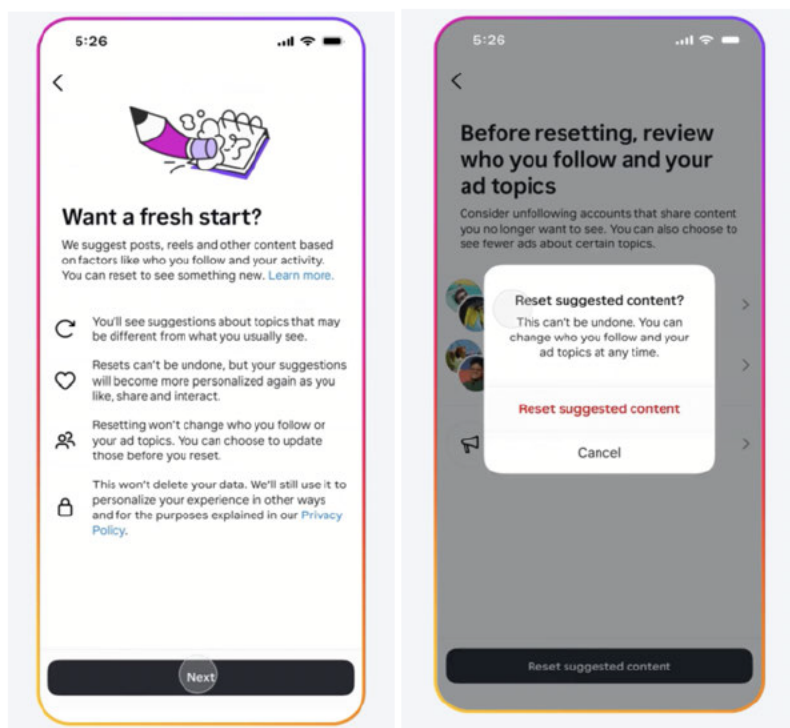 5:26
Want a fresh start?
We suggest posts, reels and other content based
on factors like who you follow and your activity.
You can reset to see something new. Learn more.
You'll see suggestions about topics that may
be different from what you usually see.
Resets can't be undone, but your suggestions
will become more personalized again as you
like, share and interact.
Resetting won't change who you follow or
your ad topics. You can choose to update
those before you reset.
This won't delete your data. We'll still use it to
personalize your experience in other ways
and for the purposes explained in our Privacy
Policy.
Next
5:26
Before resetting, review
who you follow and your
ad topics
Consider unfollowing accounts that share content
you no longer want to see. You can also choose to
see fewer ads about certain topics.
Reset suggested content?
This can't be undone. You can
change who you follow and your
ad topics at any time.
Reset suggested content
Cancel
Reset suggested content